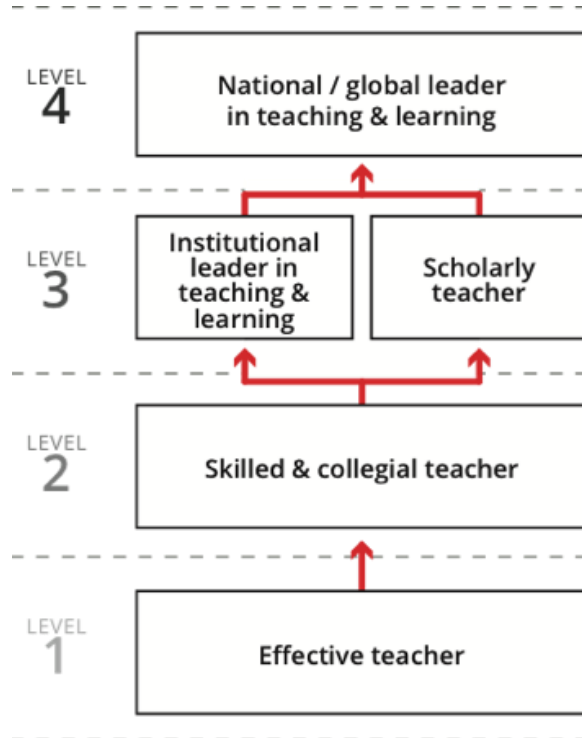 LEVEL
4
National / global leader
in teaching & learning
LEVEL
3
Institutional
leader in
teaching &
learning
Scholarly
teacher
LEVEL
2
Skilled & collegial teacher
LEVEL
1
Effective teacher